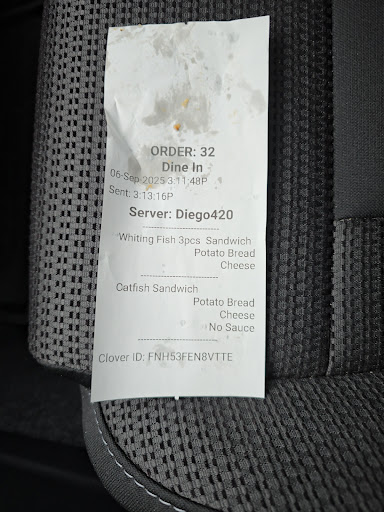 ORDER: 32
Dine In
06-Sep-2025 3:11:48P
Sent: 3:13:16P
Server: Diego420
Whiting Fish 3pcs Sandwich
Potato Bread
Cheese
Catfish Sandwich
Potato Bread
Cheese
No Sauce
Clover ID: FNH53FEN8VTTE